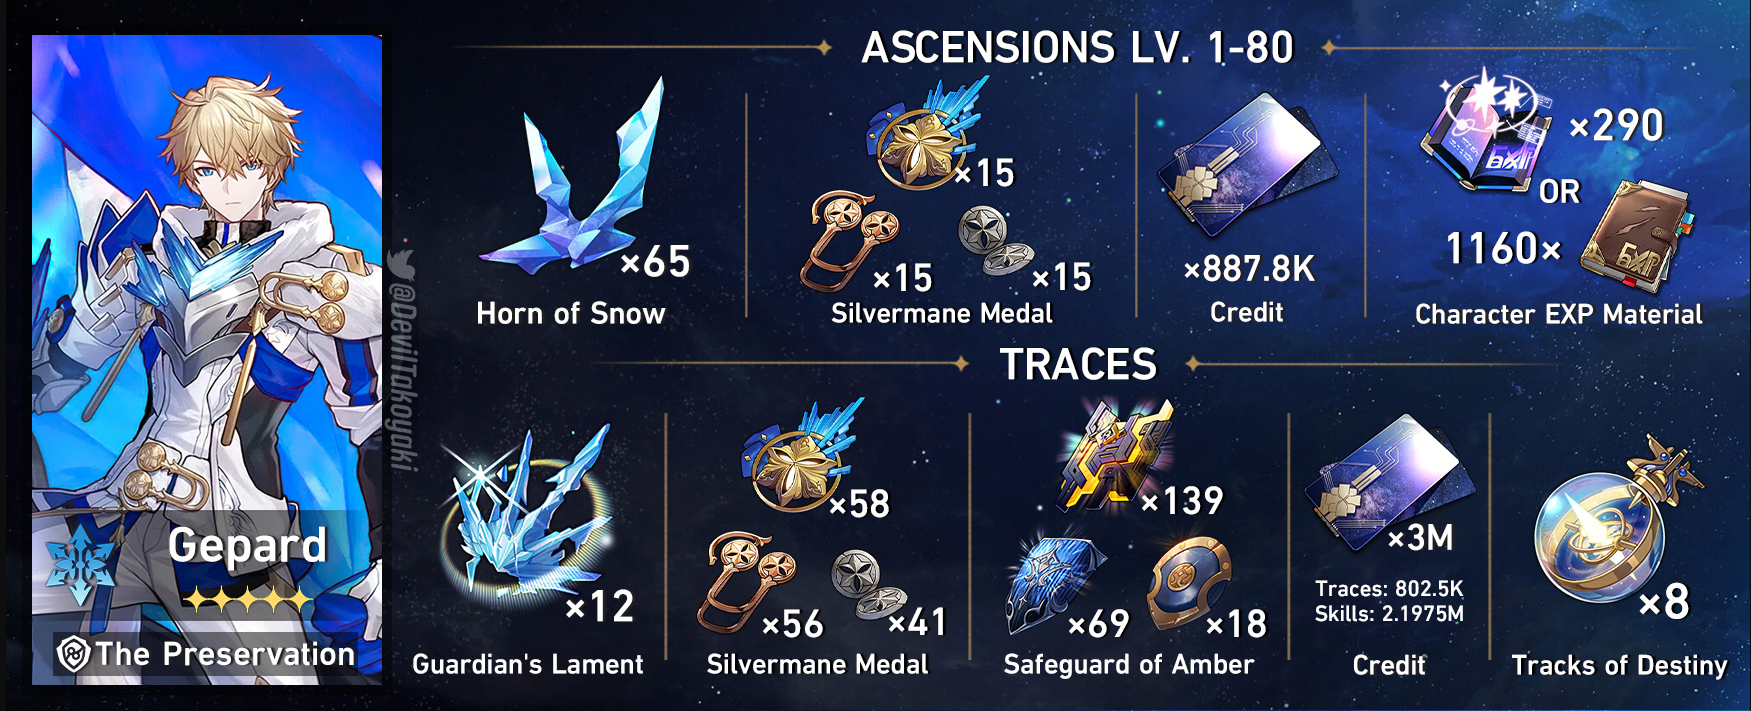 ASCENSIONS LV. 1-80
×65
Horn of Snow
×15
×15
×15
Silvermane Medal
×887.8K
Credit
EXP
×290
OR
1160×
EXP
Character EXP Material
@DevilTakoyaki
TRACES
×12
Guardian's Lament
×58
×56
×41
Silvermane Medal
×139
×69
×18
Safeguard of Amber
×3M
Traces: 802.5K
Skills: 2.1975M
Credit
×8
Tracks of Destiny
Gepard
The Preservation